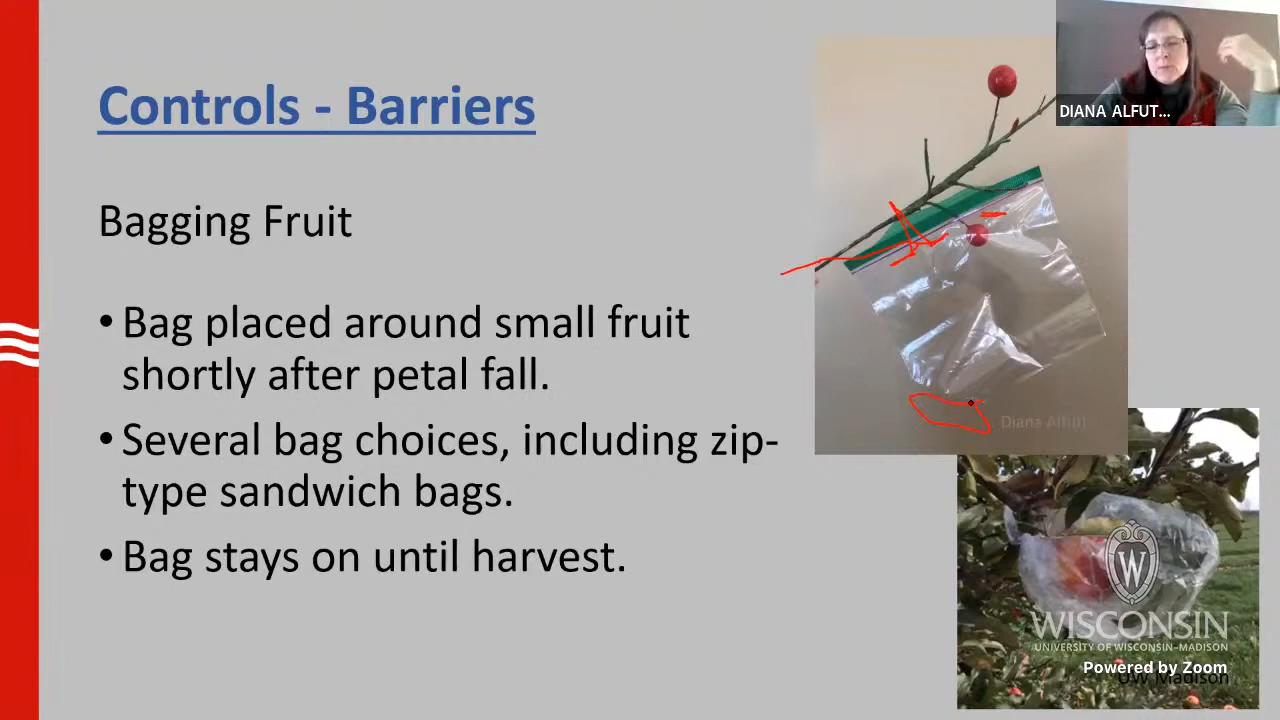 Controls - Barriers
DIANA ALFUT...
Bagging Fruit
• Bag placed around small fruit
shortly after petal fall.
• Several bag choices, including zip-
type sandwich bags.
• Bag stays on until harvest.
Diana Alfut
W
WISCONSIN
UNIVERSITY OF WISCONSIN–MADISON
Powered by Zoom
UW Madison